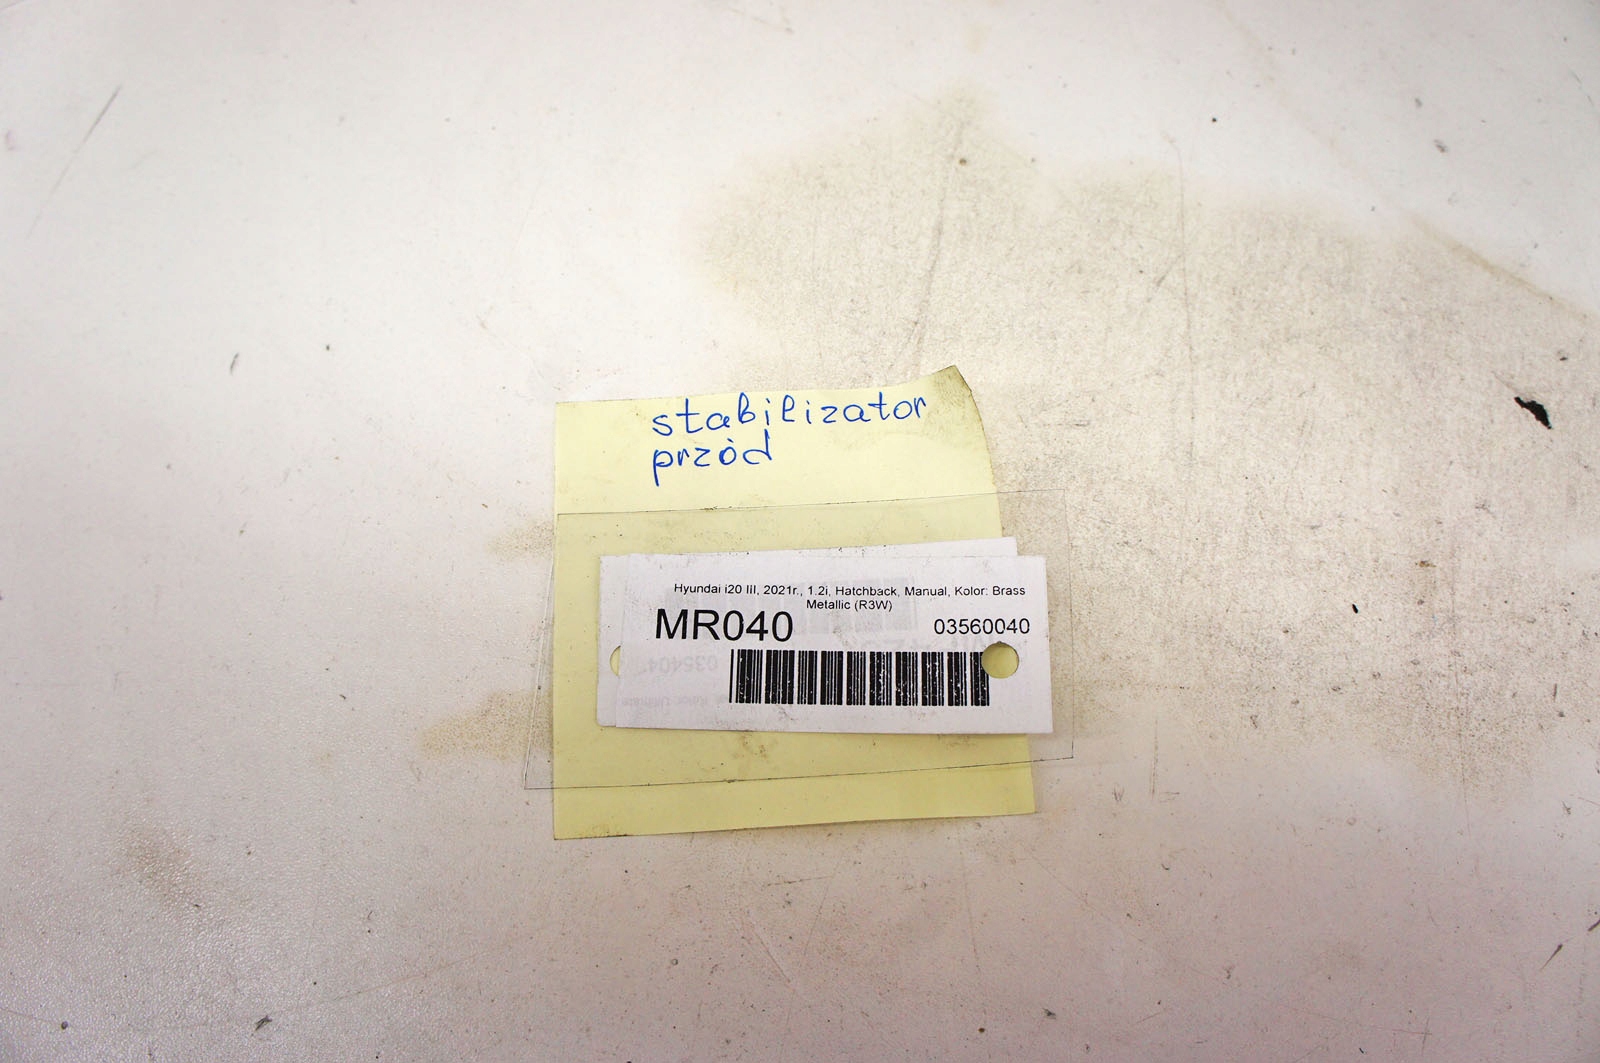 stabilizator
przód
Hyundai i20 III, 2021r., 1.2i, Hatchback, Manual, Kolor: Brass
Metallic (R3W)
MR040
03560040